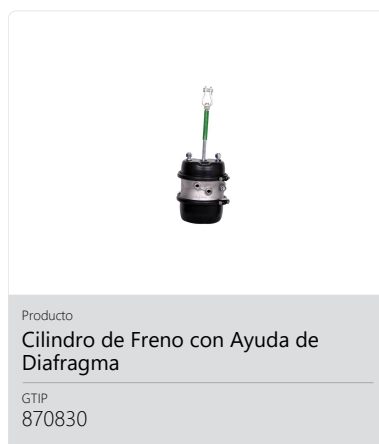 Producto
Cilindro de Freno con Ayuda de
Diafragma
GTIP
870830